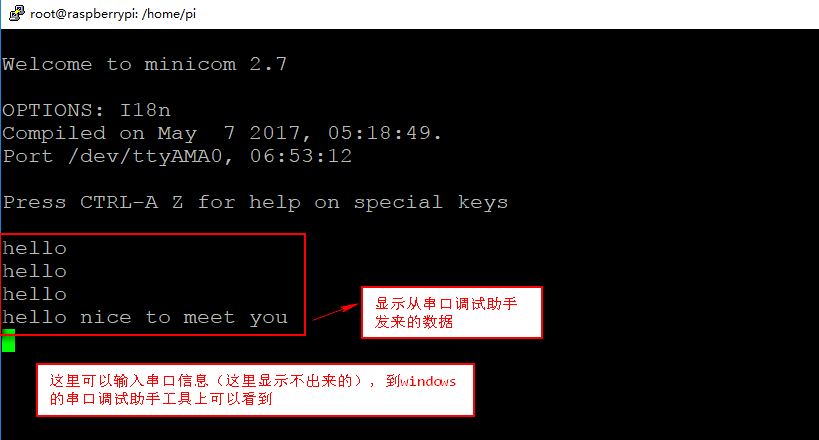 root@raspberrypi: /home/pi
Welcome to minicom 2.7
OPTIONS: I18n
Compiled on May  7 2017, 05:18:49.
Port /dev/ttyAMA0, 06:53:12
Press CTRL-A Z for help on special keys
hello
hello
hello
hello nice to meet you
显示从串口调试助手
发来的数据
这里可以输入串口信息（这里显示不出来的），到windows
的串口调试助手工具上可以看到